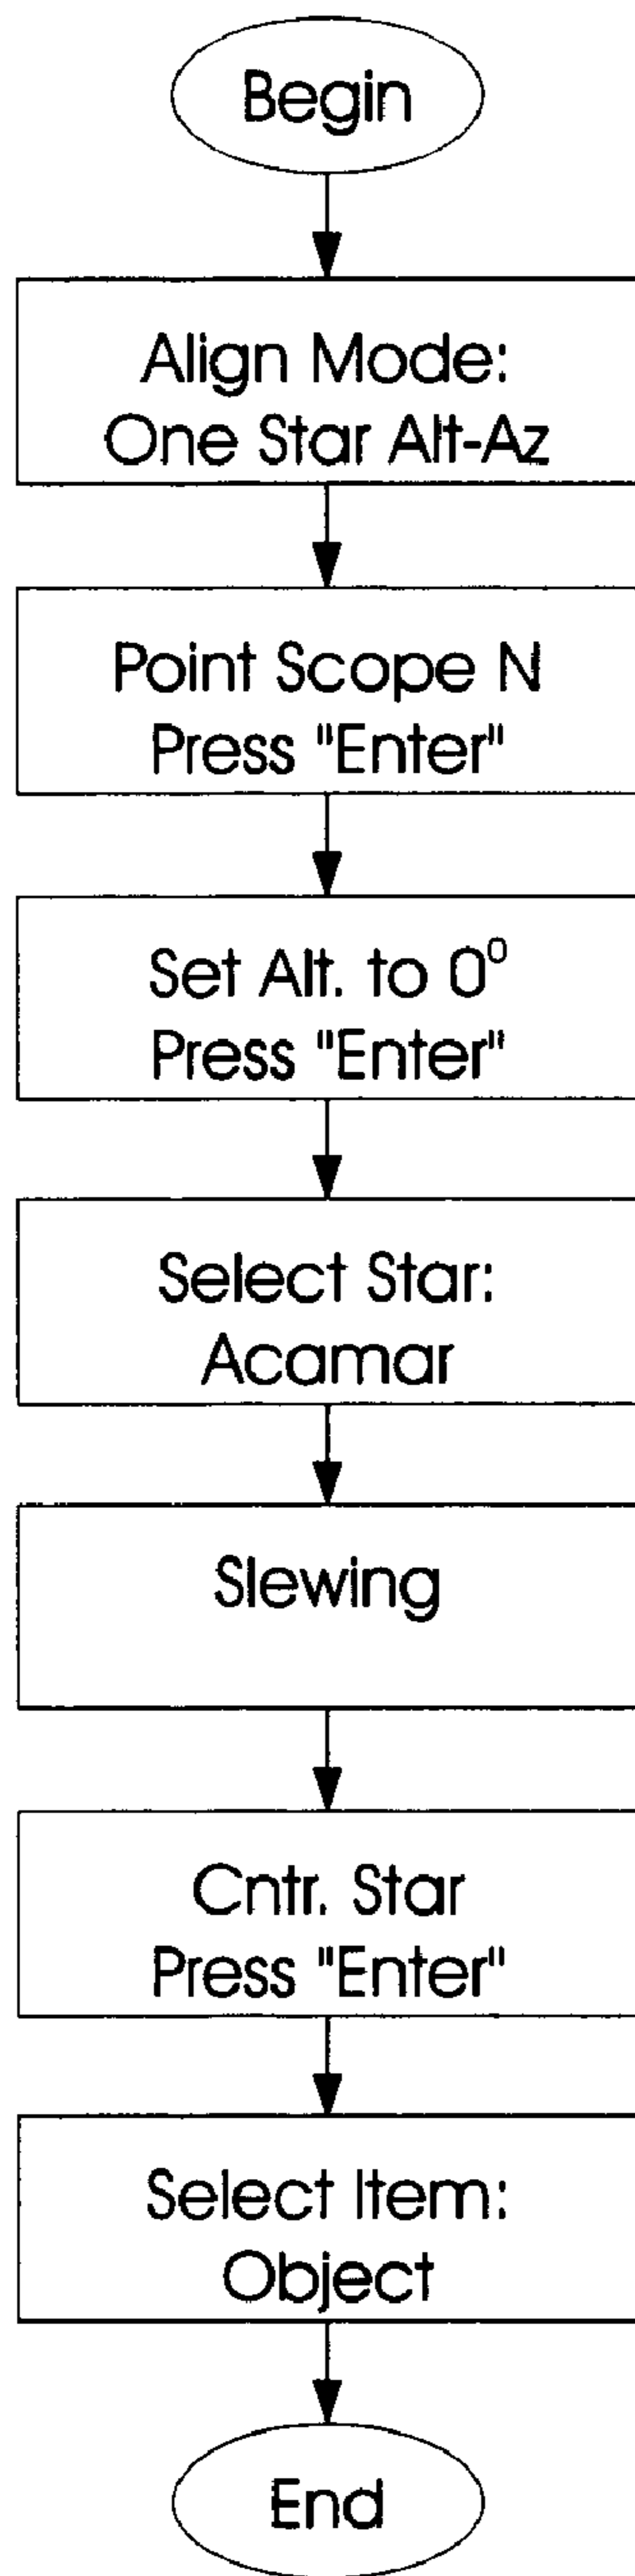 Begin
Align Mode:
One Star Alt-Az
Point Scope N
Press "Enter"
Set Alt. to 0°
Press "Enter"
Select Star:
Acamar
Slewing
Cntr. Star
Press "Enter"
Select Item:
Object
End